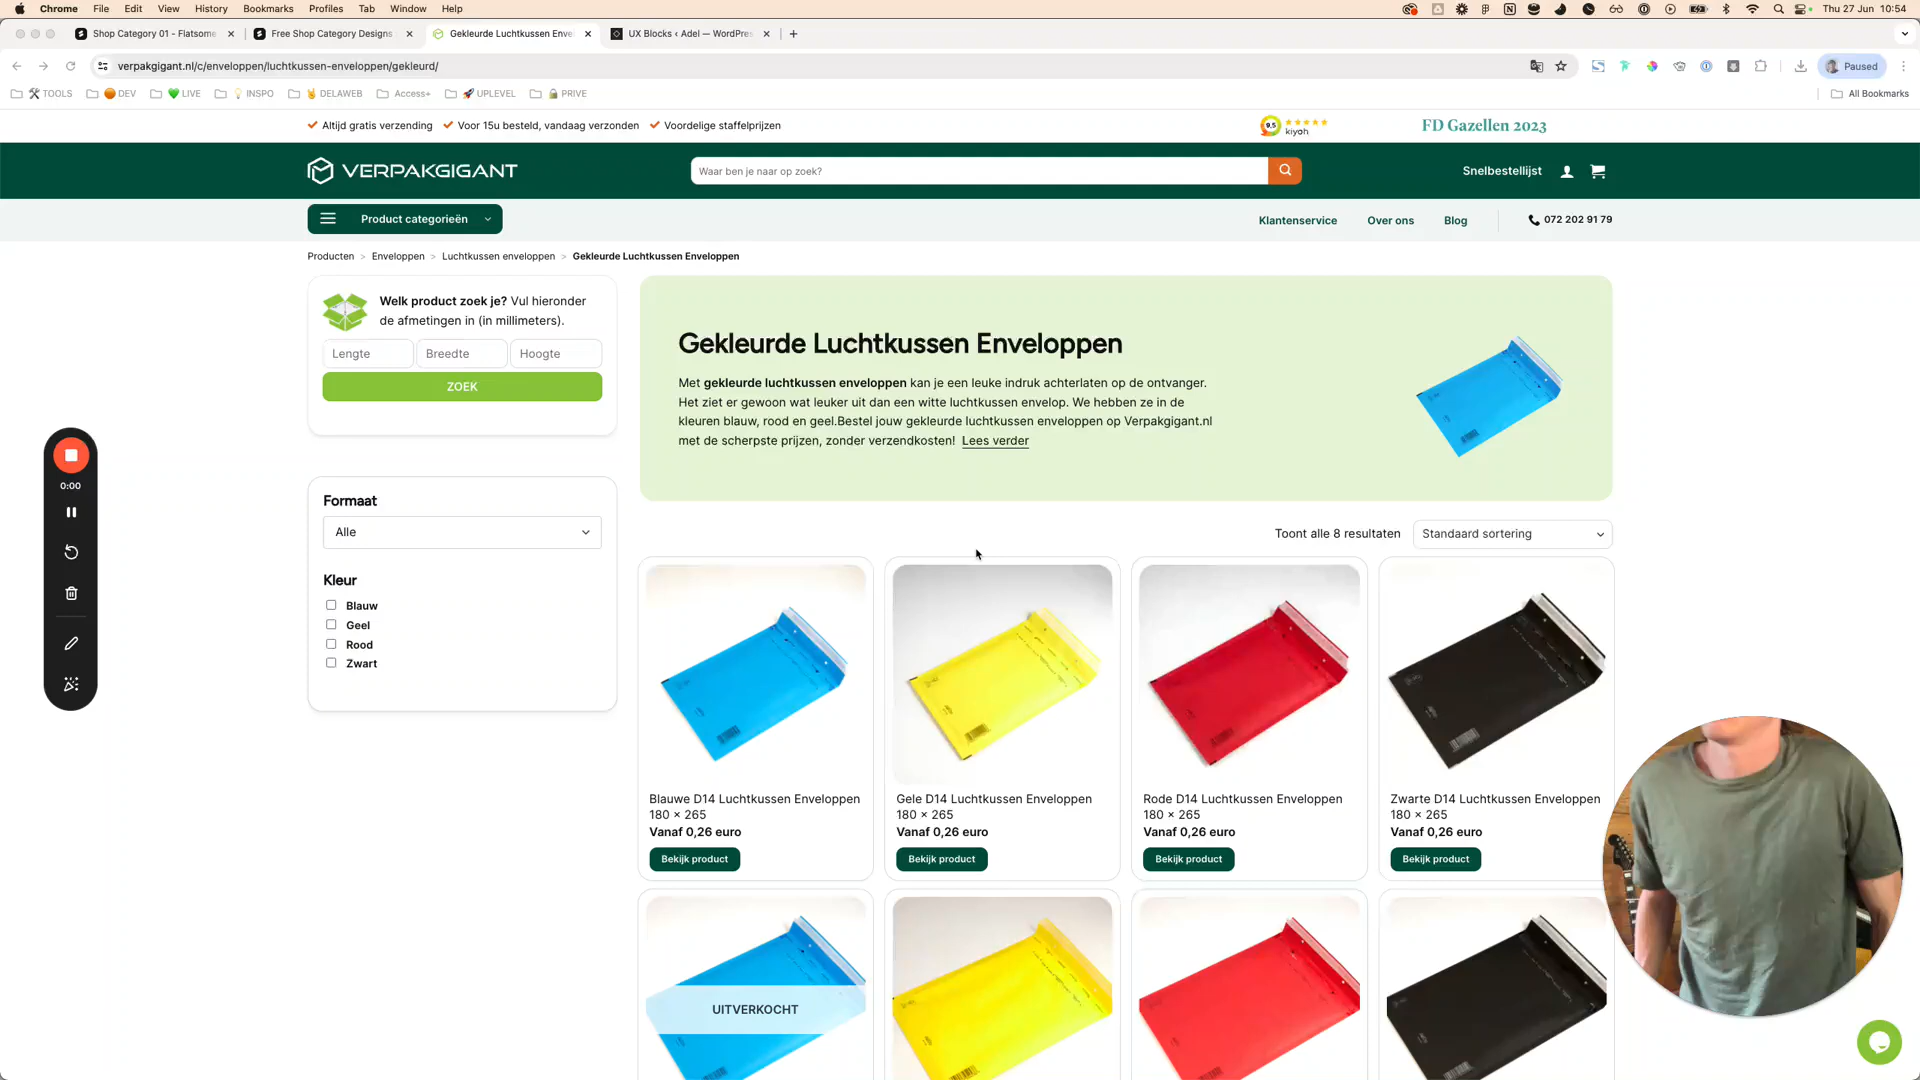 Chrome File Edit View History Bookmarks Profiles Tab Window Help Thu 27 Jun 10:54
Shop Category 01 - Flatsome
Free Shop Category Designs
Gekleurde Luchtkussen Enve
UX Blocks ‹ Adel — WordPres
verpakgigant.nl/c/enveloppen/luchtkussen-enveloppen/gekleurd/
Paused
TOOLS DEV LIVE INSPO DELAWEB Access+ UPLEVEL PRIVE All Bookmarks
Altijd gratis verzending Voor 15u besteld, vandaag verzonden Voordelige staffelprijzen
9,5 kiyoh
FD Gazellen 2023
VERPAKGIGANT
Waar ben je naar op zoek?
Snelbestellijst
Product categorieën
Klantenservice Over ons Blog 072 202 91 79
Producten > Enveloppen > Luchtkussen enveloppen > Gekleurde Luchtkussen Enveloppen
Welk product zoek je? Vul hieronder
de afmetingen in (in millimeters).
Lengte Breedte Hoogte
ZOEK
Gekleurde Luchtkussen Enveloppen
Met gekleurde luchtkussen enveloppen kan je een leuke indruk achterlaten op de ontvanger.
Het ziet er gewoon wat leuker uit dan een witte luchtkussen envelop. We hebben ze in de
kleuren blauw, rood en geel.Bestel jouw gekleurde luchtkussen enveloppen op Verpakgigant.nl
met de scherpste prijzen, zonder verzendkosten! Lees verder
0:00
Formaat
Alle
Kleur
Blauw
Geel
Rood
Zwart
Toont alle 8 resultaten
Standaard sortering
Blauwe D14 Luchtkussen Enveloppen
180 × 265
Vanaf 0,26 euro
Bekijk product
Gele D14 Luchtkussen Enveloppen
180 × 265
Vanaf 0,26 euro
Bekijk product
Rode D14 Luchtkussen Enveloppen
180 × 265
Vanaf 0,26 euro
Bekijk product
Zwarte D14 Luchtkussen Enveloppen
180 × 265
Vanaf 0,26 euro
Bekijk product
UITVERKOCHT